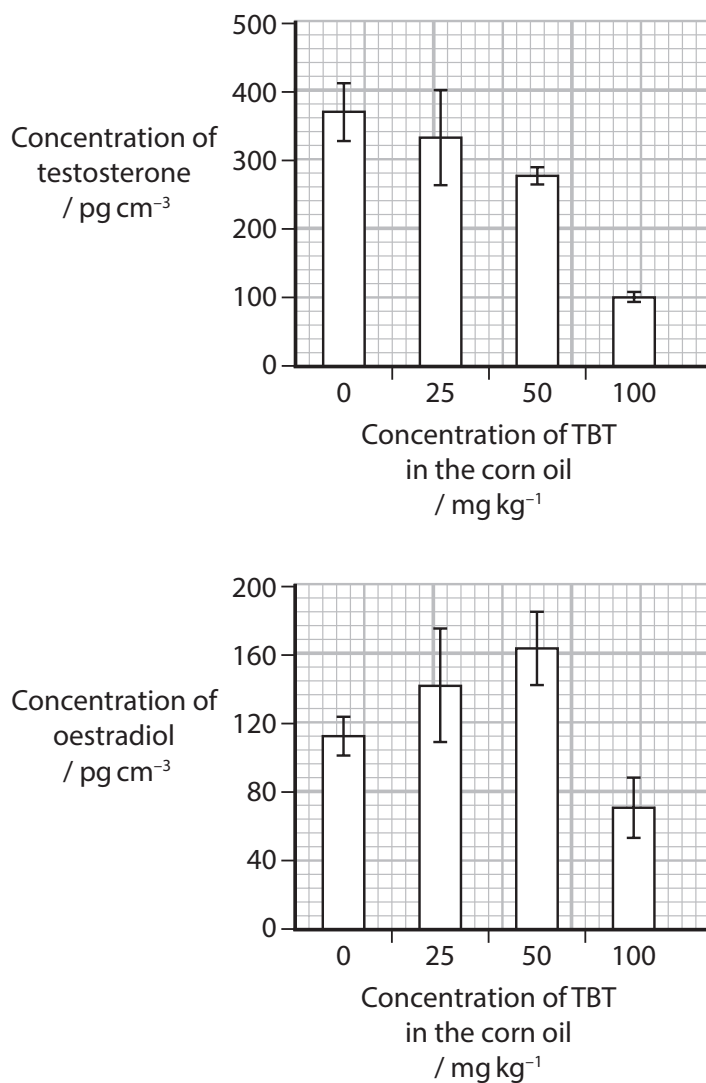 500
400
Concentration of
testosterone
/ pg cm⁻³
300
200
100
0
0 25 50 100
Concentration of TBT
in the corn oil
/ mg kg⁻¹
200
160
Concentration of
oestradiol
/ pg cm⁻³
120
80
40
0
0 25 50 100
Concentration of TBT
in the corn oil
/ mg kg⁻¹